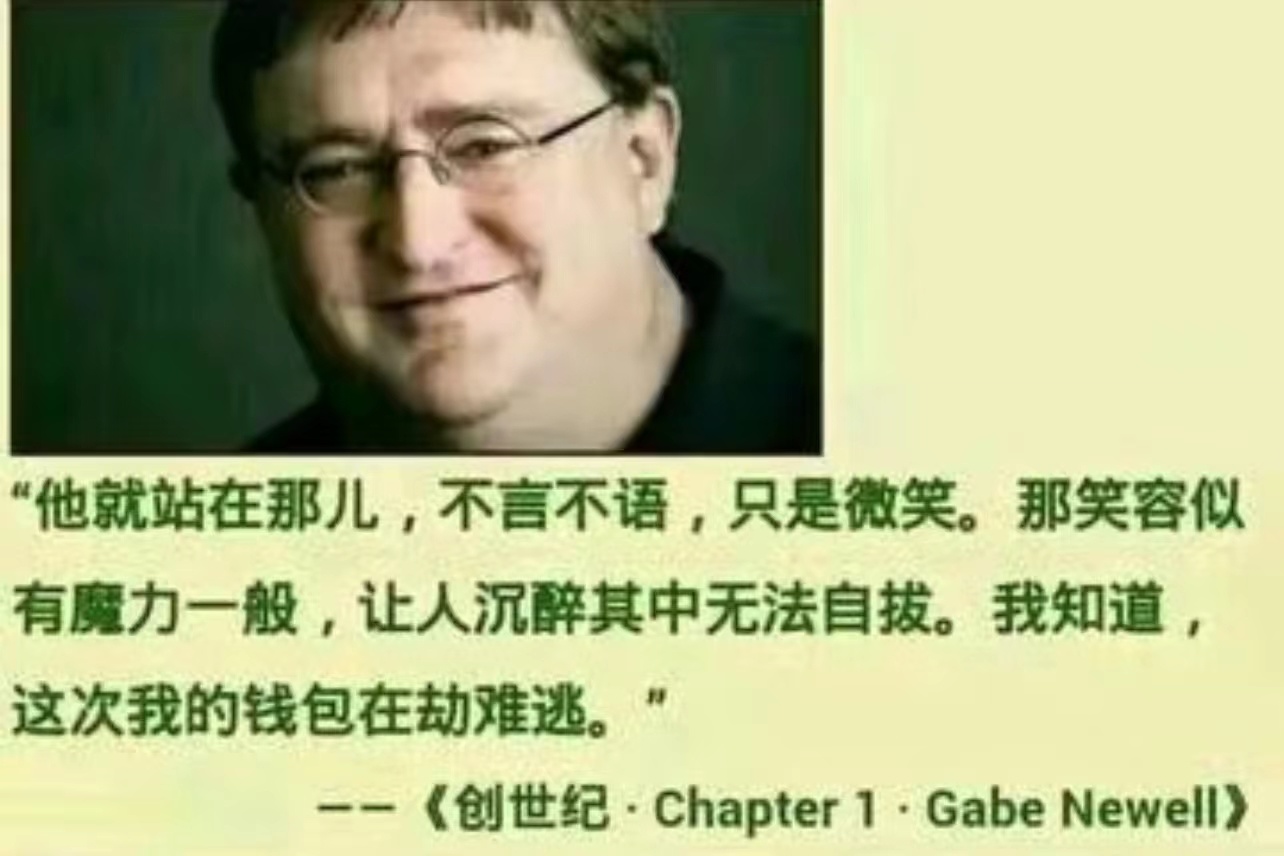 “他就站在那儿，不言不语，只是微笑。那笑容似
有魔力一般，让人沉醉其中无法自拔。我知道，
这次我的钱包在劫难逃。”
——《创世纪 · Chapter 1 · Gabe Newell》